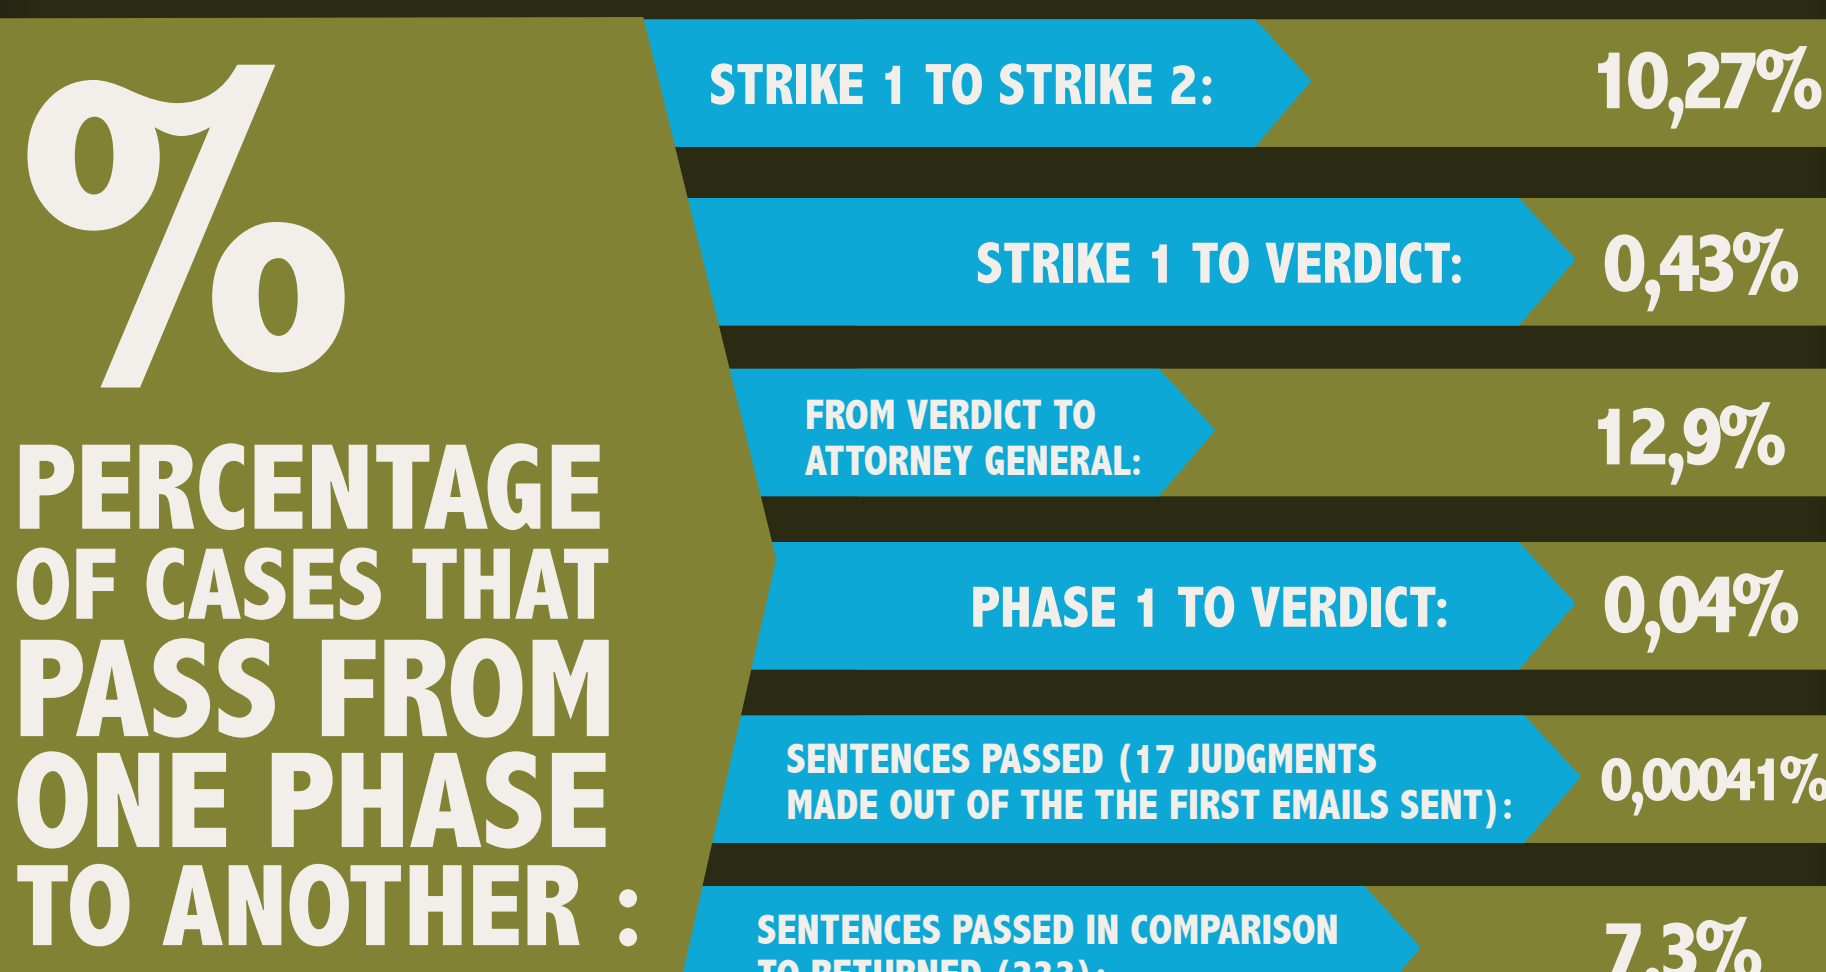 %
PERCENTAGE
OF CASES THAT
PASS FROM
ONE PHASE
TO ANOTHER :
STRIKE 1 TO STRIKE 2:
10,27%
STRIKE 1 TO VERDICT:
0,43%
FROM VERDICT TO
ATTORNEY GENERAL:
12,9%
PHASE 1 TO VERDICT:
0,04%
SENTENCES PASSED (17 JUDGMENTS
MADE OUT OF THE THE FIRST EMAILS SENT):
0,00041%
SENTENCES PASSED IN COMPARISON
TO RETURNED
7,3%